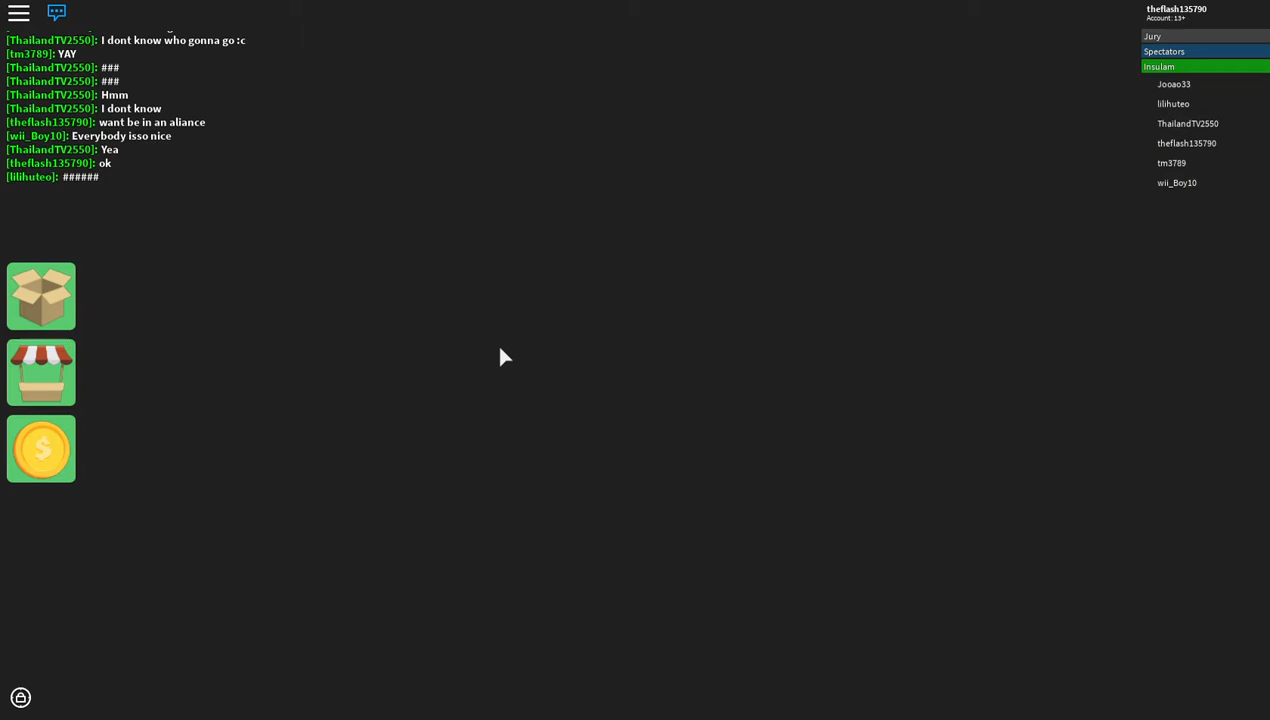 [ThailandTV2550]: I dont know who gonna go :c
[tm3789]: YAY
[ThailandTV2550]: ###
[ThailandTV2550]: ###
[ThailandTV2550]: Hmm
[ThailandTV2550]: I dont know
[theflash135790]: want be in an aliance
[wii_Boy10]: Everybody isso nice
[ThailandTV2550]: Yea
[theflash135790]: ok
[lilihuteo]: ######
$
theflash135790
Account: 13+
Jury
Spectators
Insulam
Jooao33
lilihuteo
ThailandTV2550
theflash135790
tm3789
wii_Boy10